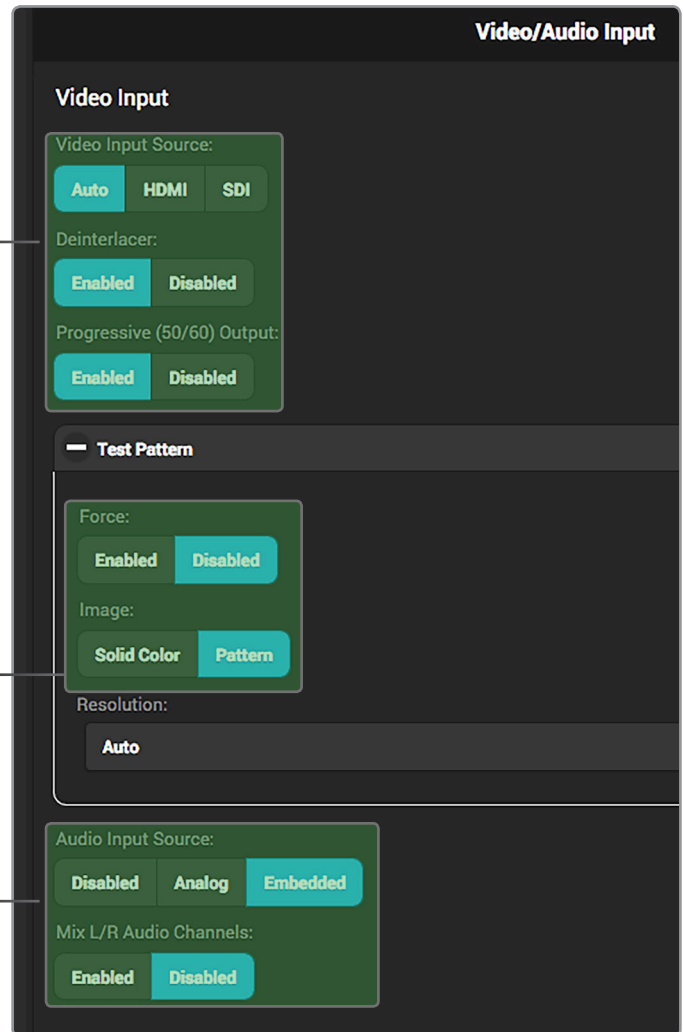 Video/Audio Input
Video Input
Video Input Source:
Auto HDMI SDI
Deinterlacer:
Enabled Disabled
Progressive (50/60) Output:
Enabled Disabled
Test Pattern
Force:
Enabled Disabled
Image:
Solid Color Pattern
Resolution:
Auto
Audio Input Source:
Disabled Analog Embedded
Mix L/R Audio Channels:
Enabled Disabled